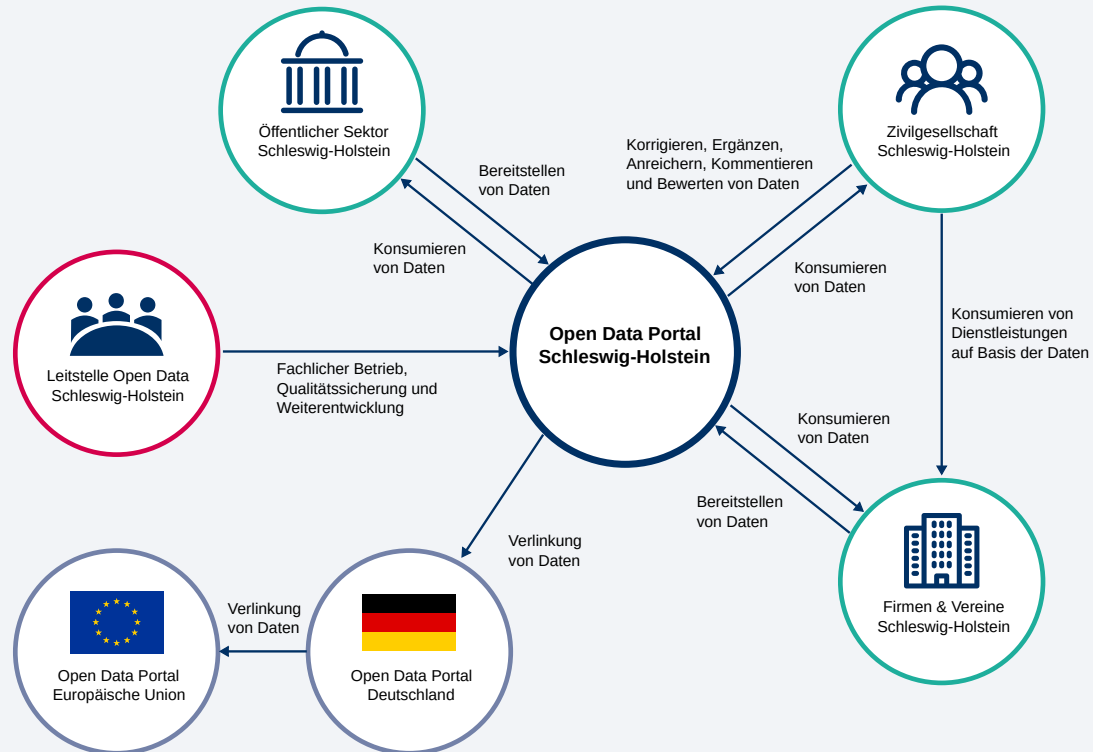 Öffentlicher Sektor
Schleswig-Holstein
Zivilgesellschaft
Schleswig-Holstein
Bereitstellen
von Daten
Korrigieren, Ergänzen,
Anreichern, Kommentieren
und Bewerten von Daten
Konsumieren
von Daten
Konsumieren
von Daten
Leitstelle Open Data
Schleswig-Holstein
Fachlicher Betrieb,
Qualitätssicherung und
Weiterentwicklung
Open Data Portal
Schleswig-Holstein
Konsumieren von
Dienstleistungen
auf Basis der Daten
Konsumieren
von Daten
Bereitstellen
von Daten
Verlinkung
von Daten
Firmen & Vereine
Schleswig-Holstein
Verlinkung
von Daten
Open Data Portal
Europäische Union
Open Data Portal
Deutschland